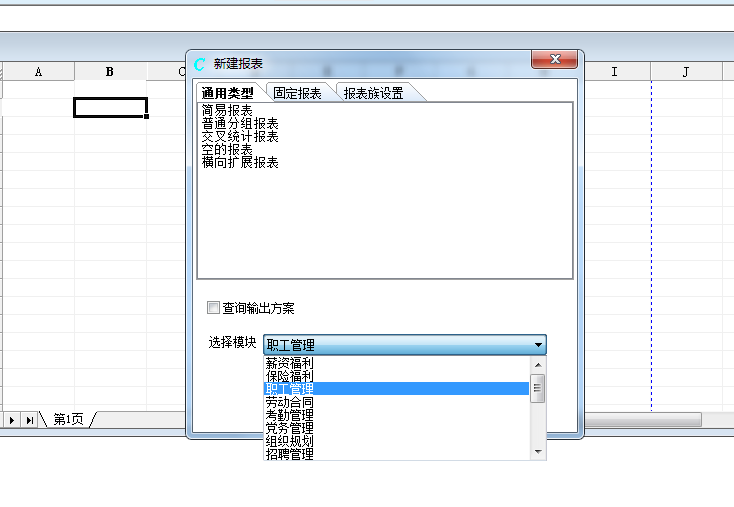 新建报表
A B C I J
通用类型 固定报表 报表族设置
简易报表
普通分组报表
交叉统计报表
空的报表
横向扩展报表
查询输出方案
选择模块 职工管理
薪资福利
保险福利
职工管理
劳动合同
考勤管理
党务管理
组织规划
招聘管理
第1页